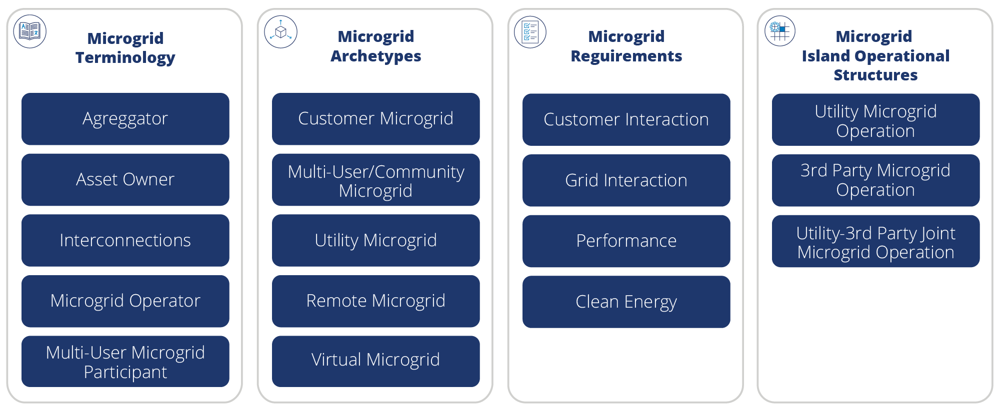 Microgrid
Terminology
Agreggator
Asset Owner
Interconnections
Microgrid Operator
Multi-User Microgrid
Participant
Microgrid
Archetypes
Customer Microgrid
Multi-User/Community
Microgrid
Utility Microgrid
Remote Microgrid
Virtual Microgrid
Microgrid
Reguirements
Customer Interaction
Grid Interaction
Performance
Clean Energy
Microgrid
Island Operational
Structures
Utility Microgrid
Operation
3rd Party Microgrid
Operation
Utility-3rd Party Joint
Microgrid Operation